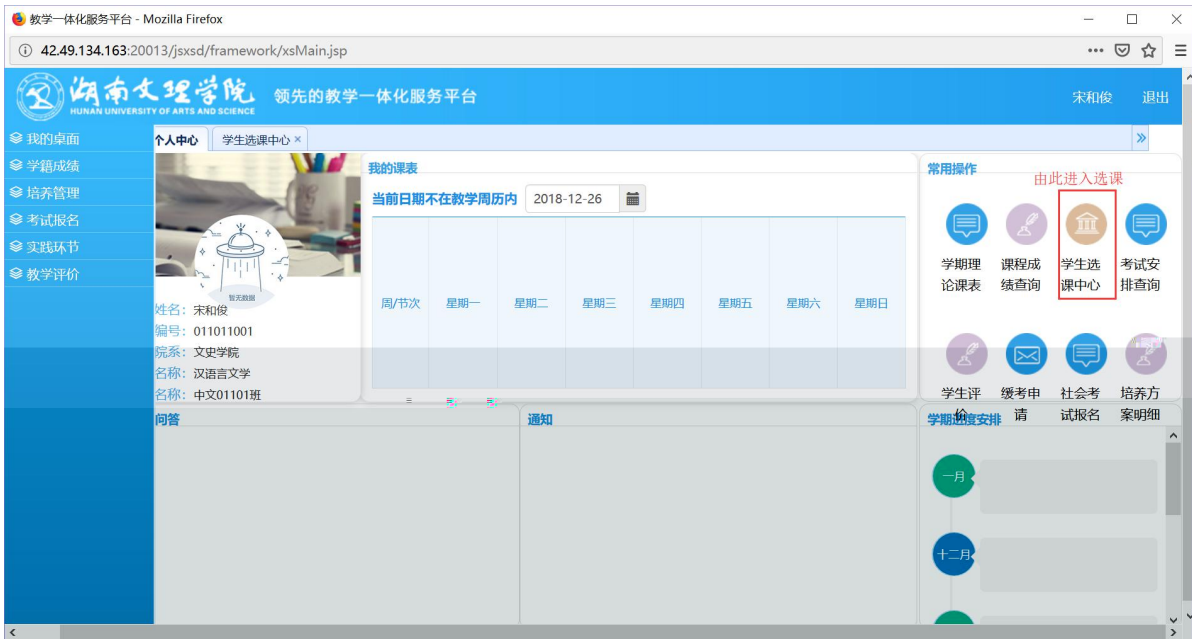 教学一体化服务平台 - Mozilla Firefox
42.49.134.163:20013/jsxsd/framework/xsMain.jsp
湖南文理学院
HUNAN UNIVERSITY OF ARTS AND SCIENCE
领先的教学一体化服务平台
宋和俊 退出
我的桌面
学籍成绩
培养管理
考试报名
实践环节
教学评价
个人中心 学生选课中心
暂无数据
姓名：宋和俊
编号：011011001
院系：文史学院
名称：汉语言文学
名称：中文01101班
我的课表
当前日期不在教学周历内 2018-12-26
周/节次 星期一 星期二 星期三 星期四 星期五 星期六 星期日
常用操作
由此进入选课
学期理论课表
课程成绩查询
学生选课中心
考试安排查询
学生评价
缓考申请
社会考试报名
培养方案明细
问答
通知
学期进度安排
一月
十二月